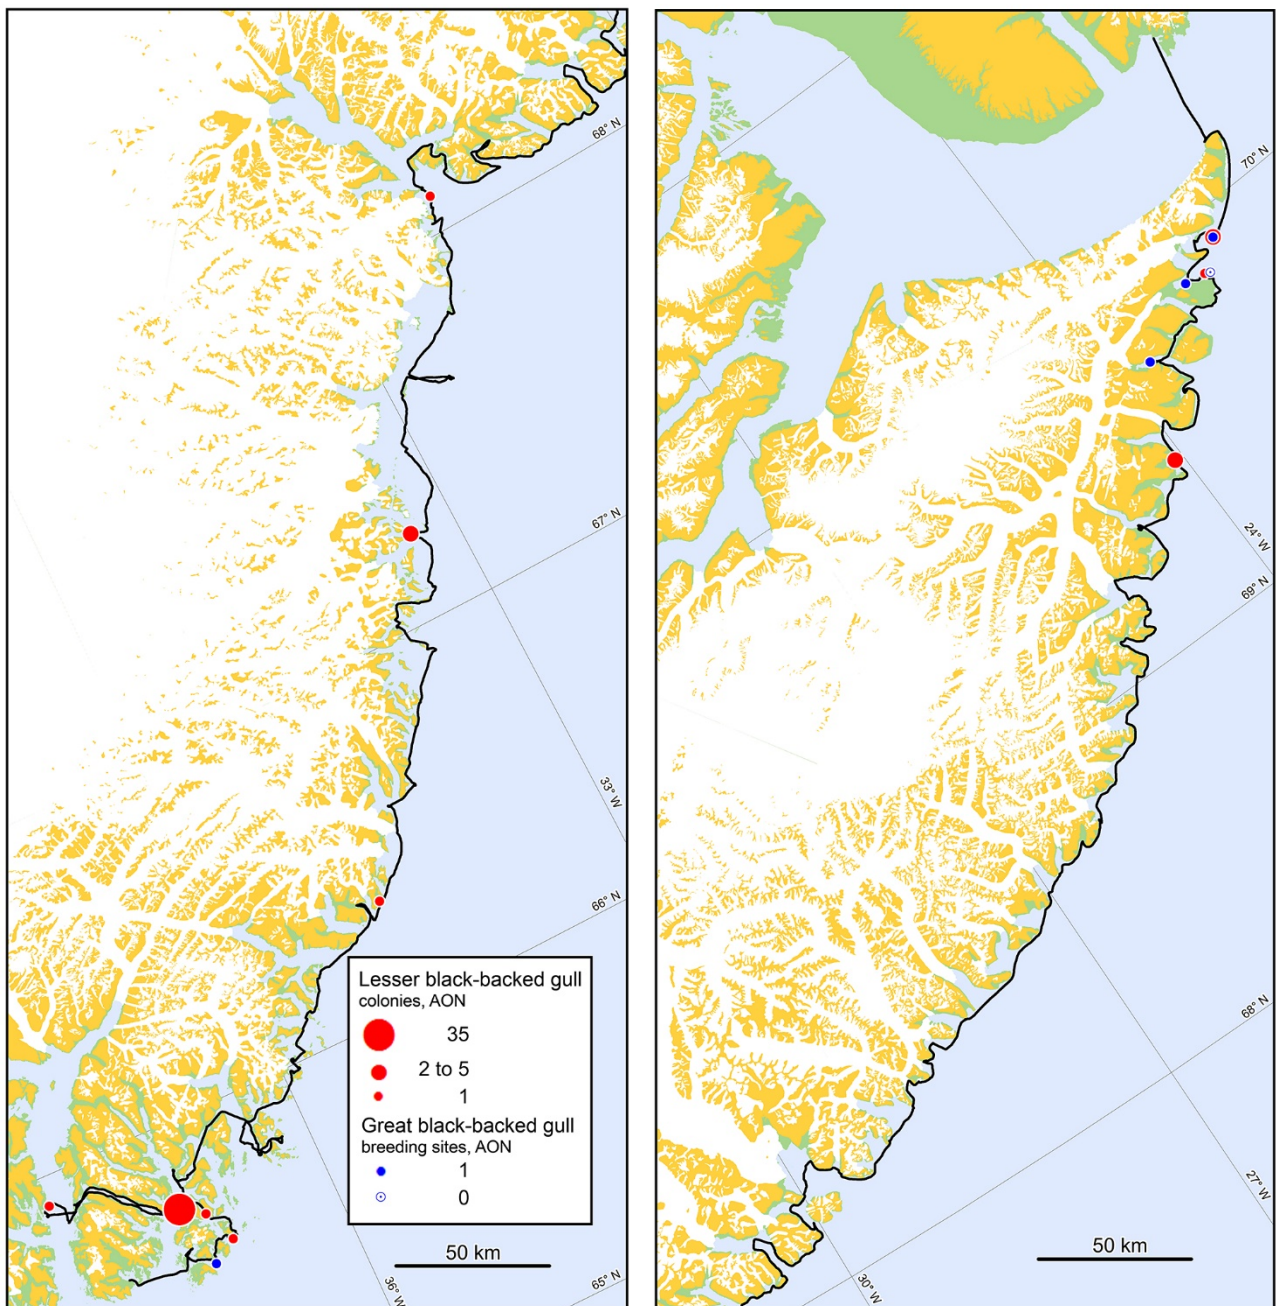 68° N
67° N
33° W
66° N
Lesser black-backed gull
colonies, AON
35
2 to 5
1
Great black-backed gull
breeding sites, AON
1
0
50 km
36° W
65° N
70° N
24° W
69° N
68° N
27° W
50 km
30° W